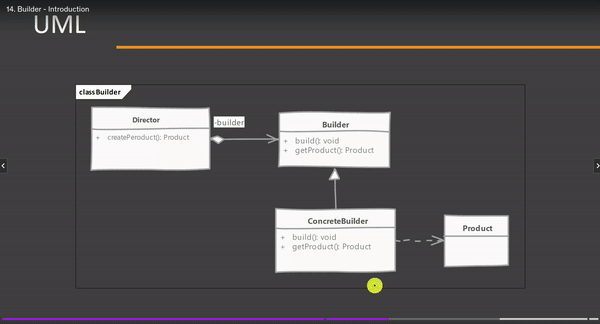 14. Builder - Introduction
UML
classBuilder
Director
+ createPeroduct(): Product
-builder
Builder
+ build(): void
+ getProduct(): Product
ConcreteBuilder
+ build(): void
+ getProduct(): Product
Product